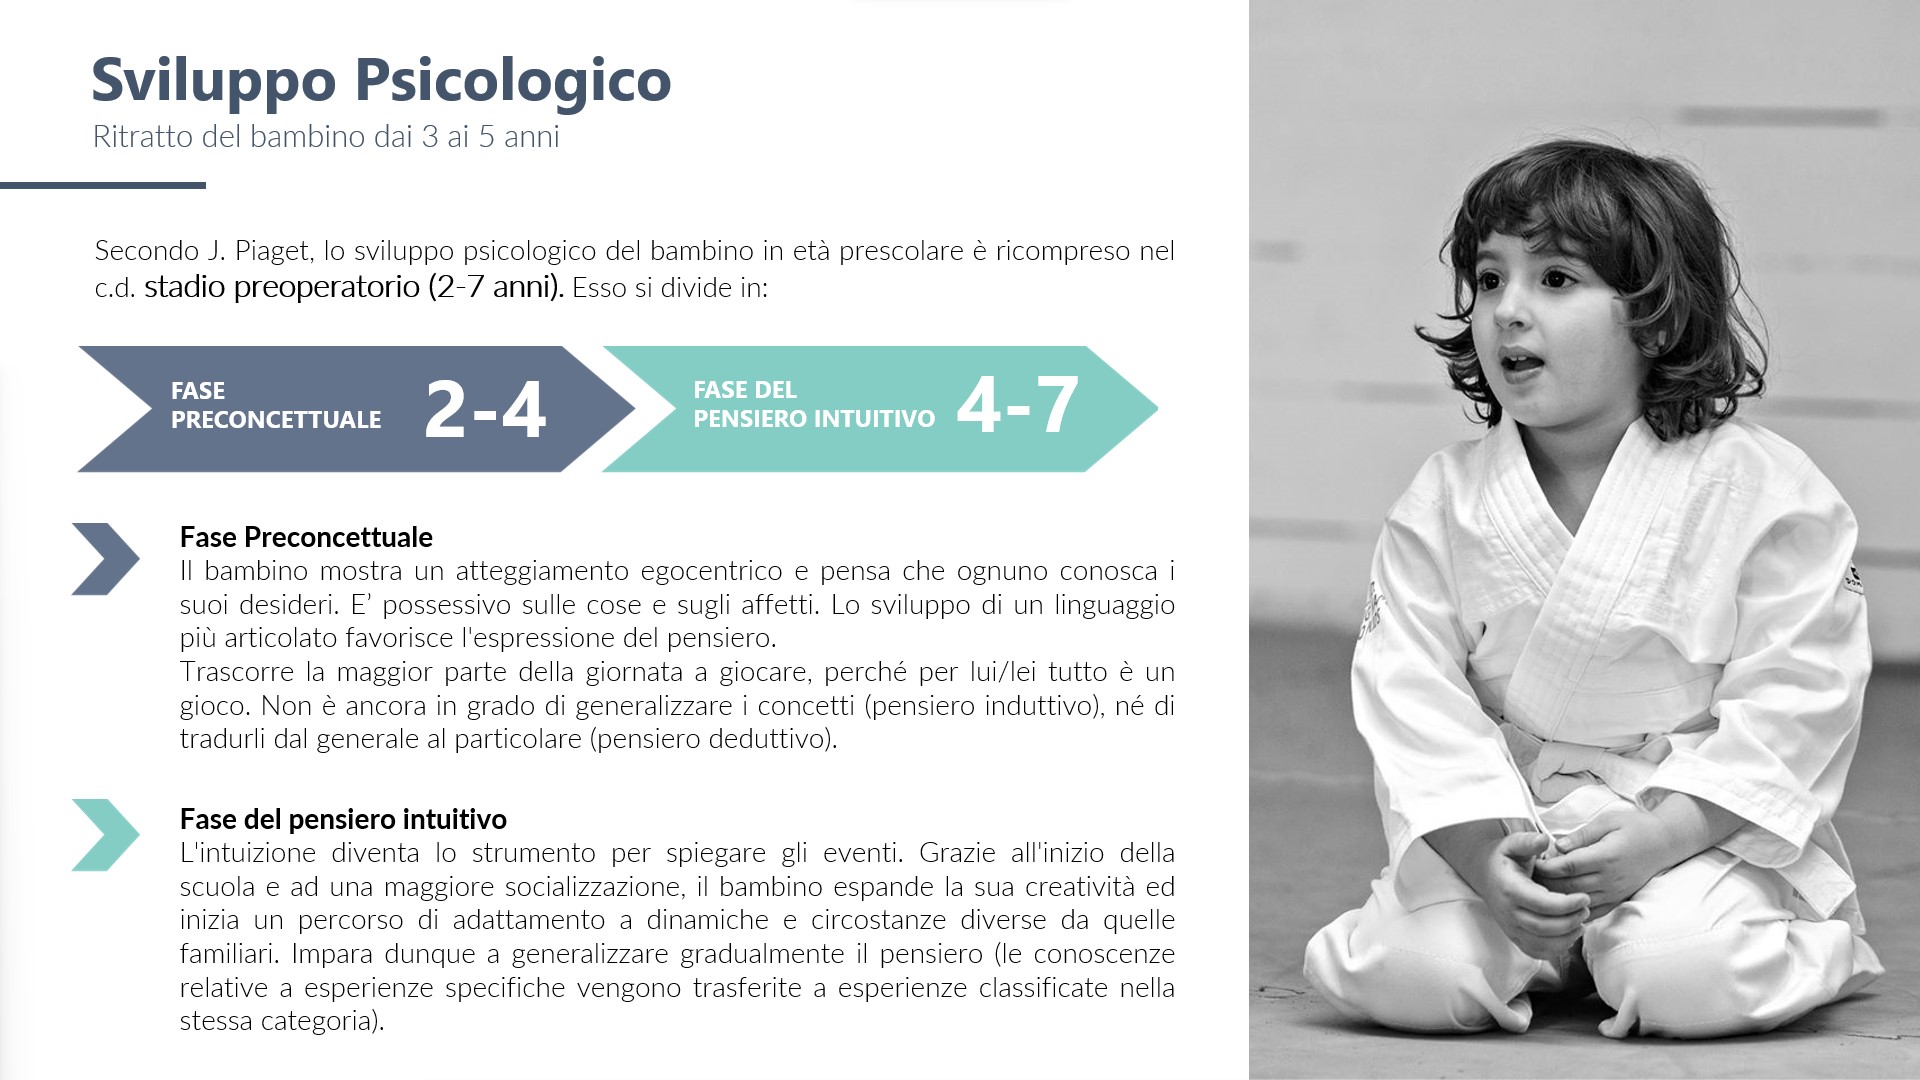 Sviluppo Psicologico
Ritratto del bambino dai 3 ai 5 anni
Secondo J. Piaget, lo sviluppo psicologico del bambino in età prescolare è ricompreso nel
c.d. stadio preoperatorio (2-7 anni). Esso si divide in:
FASE
PRECONCETTUALE
2-4
FASE DEL
PENSIERO INTUITIVO
4-7
Fase Preconcettuale
Il bambino mostra un atteggiamento egocentrico e pensa che ognuno conosca i
suoi desideri. E’ possessivo sulle cose e sugli affetti. Lo sviluppo di un linguaggio
più articolato favorisce l'espressione del pensiero.
Trascorre la maggior parte della giornata a giocare, perché per lui/lei tutto è un
gioco. Non è ancora in grado di generalizzare i concetti (pensiero induttivo), né di
tradurli dal generale al particolare (pensiero deduttivo).
Fase del pensiero intuitivo
L'intuizione diventa lo strumento per spiegare gli eventi. Grazie all'inizio della
scuola e ad una maggiore socializzazione, il bambino espande la sua creatività ed
inizia un percorso di adattamento a dinamiche e circostanze diverse da quelle
familiari. Impara dunque a generalizzare gradualmente il pensiero (le conoscenze
relative a esperienze specifiche vengono trasferite a esperienze classificate nella
stessa categoria).